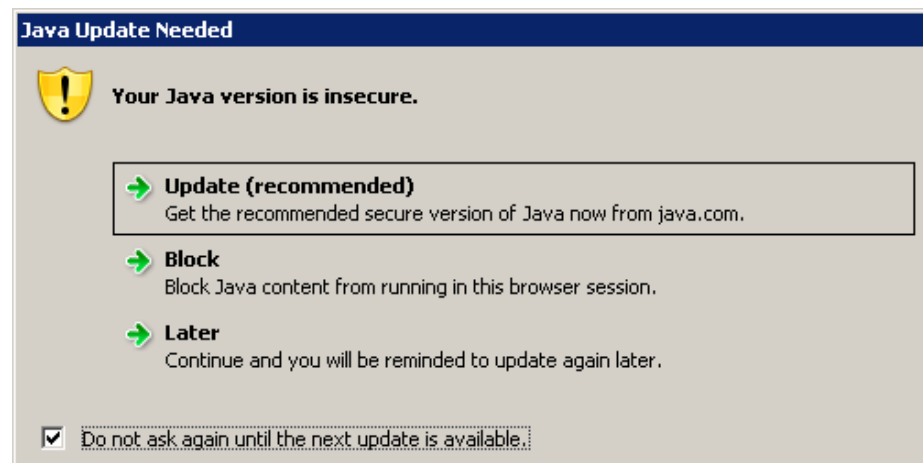 Java Update Needed
Your Java version is insecure.
Update (recommended)
Get the recommended secure version of Java now from java.com.
Block
Block Java content from running in this browser session.
Later
Continue and you will be reminded to update again later.
Do not ask again until the next update is available.